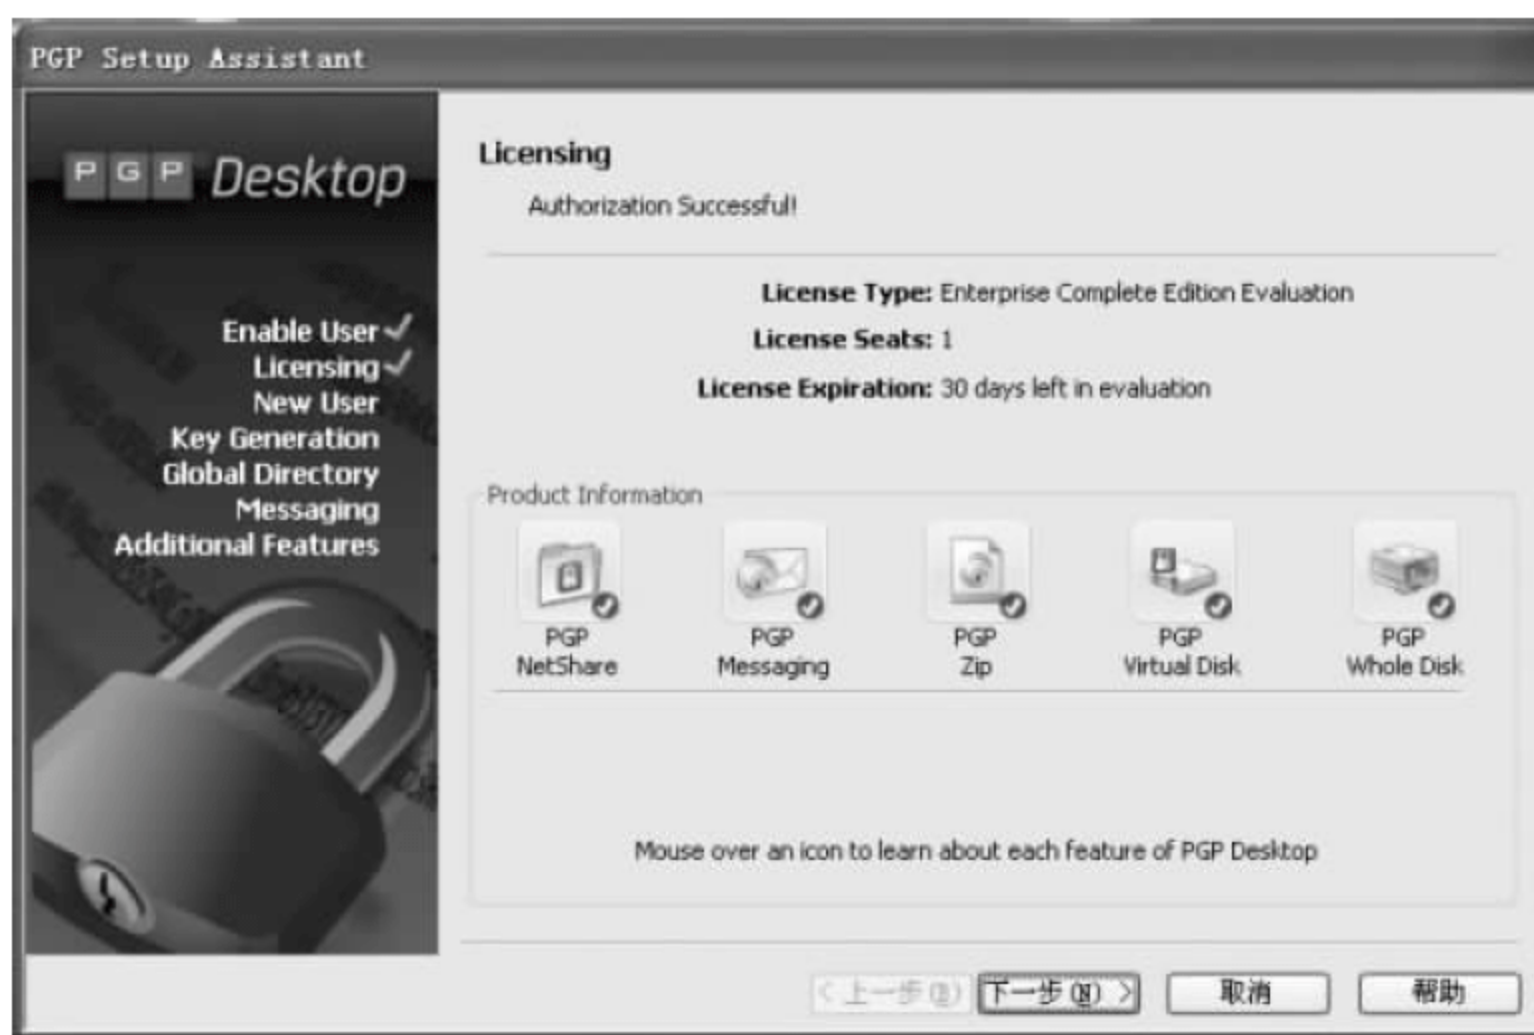 PGP Setup Assistant
PGP Desktop
Enable User
Licensing
New User
Key Generation
Global Directory
Messaging
Additional Features
Licensing
Authorization Successful!
License Type: Enterprise Complete Edition Evaluation
License Seats: 1
License Expiration: 30 days left in evaluation
Product Information
PGP
NetShare
PGP
Messaging
PGP
Zip
PGP
Virtual Disk
PGP
Whole Disk
Mouse over an icon to learn about each feature of PGP Desktop
<上一步(B) 下一步(N)> 取消 帮助